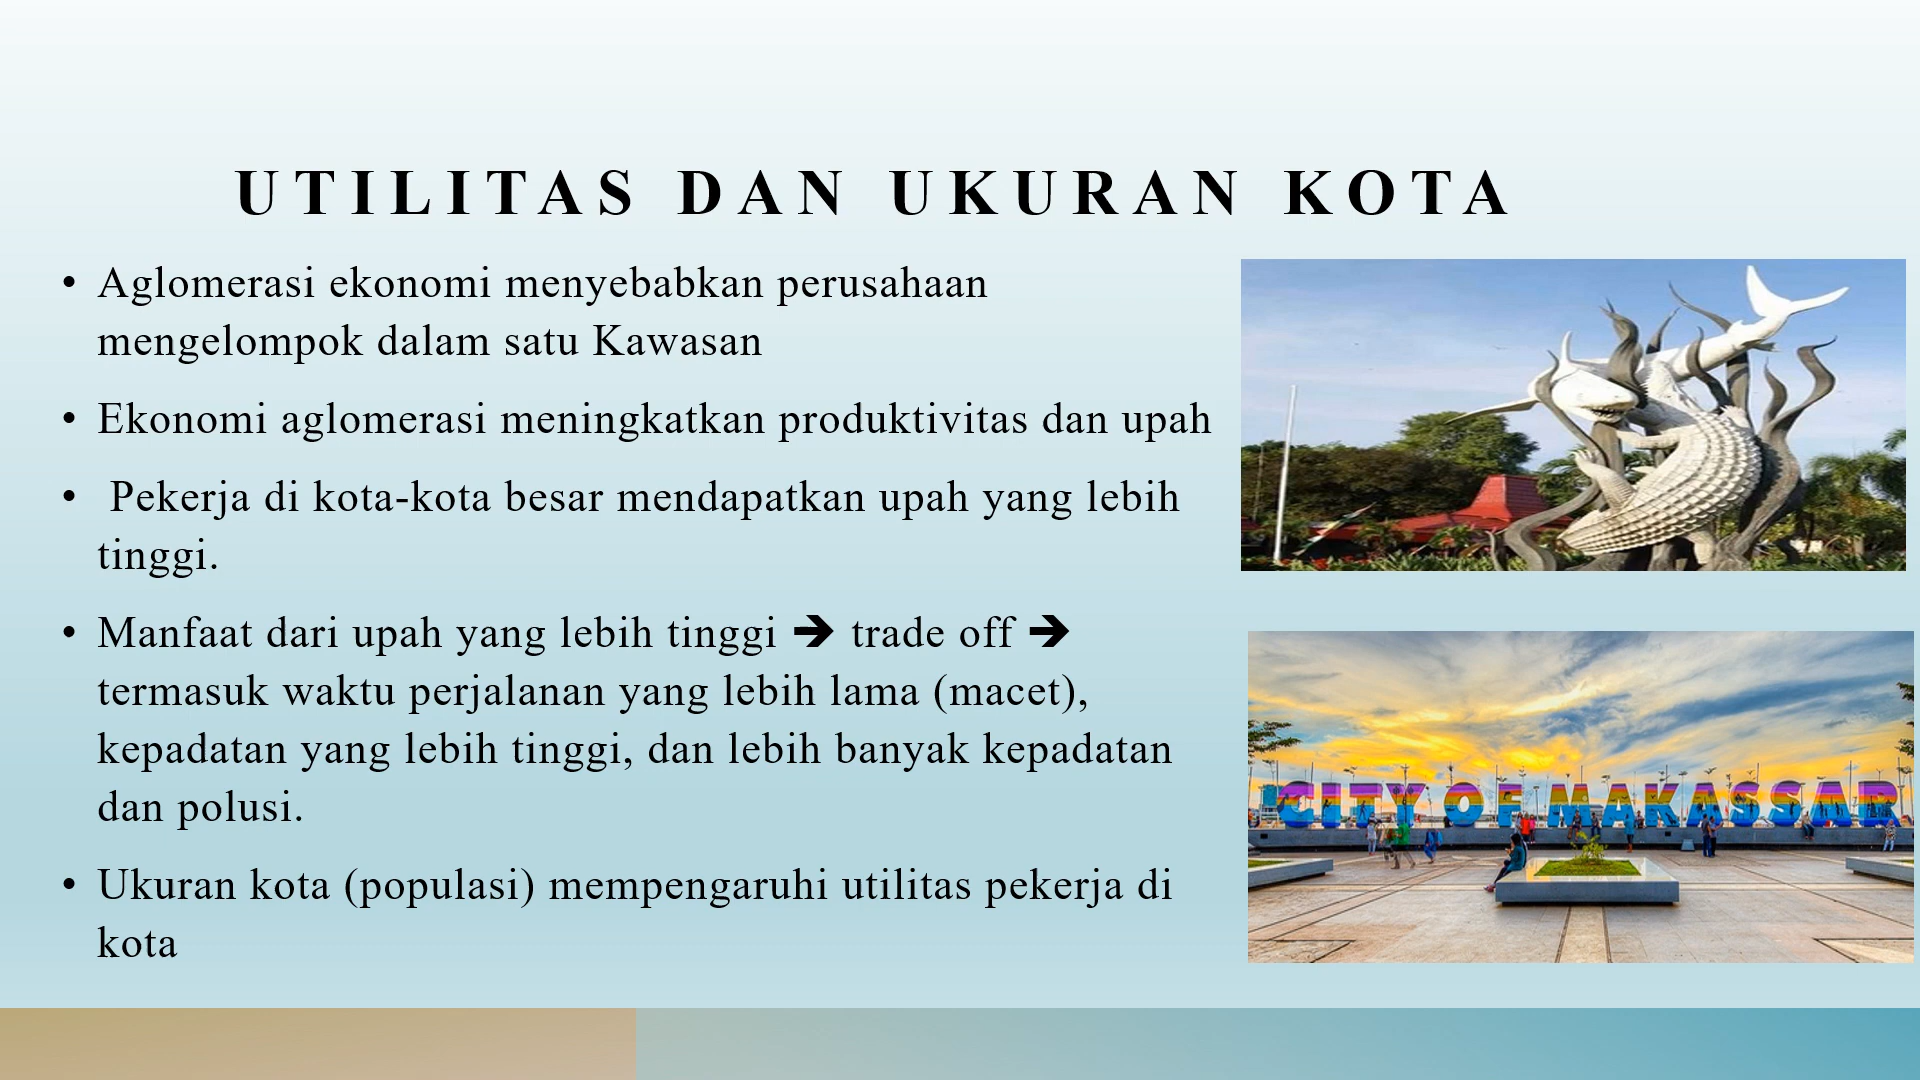 UTILITAS DAN UKURAN KOTA
• Aglomerasi ekonomi menyebabkan perusahaan
mengelompok dalam satu Kawasan
• Ekonomi aglomerasi meningkatkan produktivitas dan upah
• Pekerja di kota-kota besar mendapatkan upah yang lebih
tinggi.
• Manfaat dari upah yang lebih tinggi ➔ trade off ➔
termasuk waktu perjalanan yang lebih lama (macet),
kepadatan yang lebih tinggi, dan lebih banyak kepadatan
dan polusi.
• Ukuran kota (populasi) mempengaruhi utilitas pekerja di
kota
CITY OF MAKASSAR